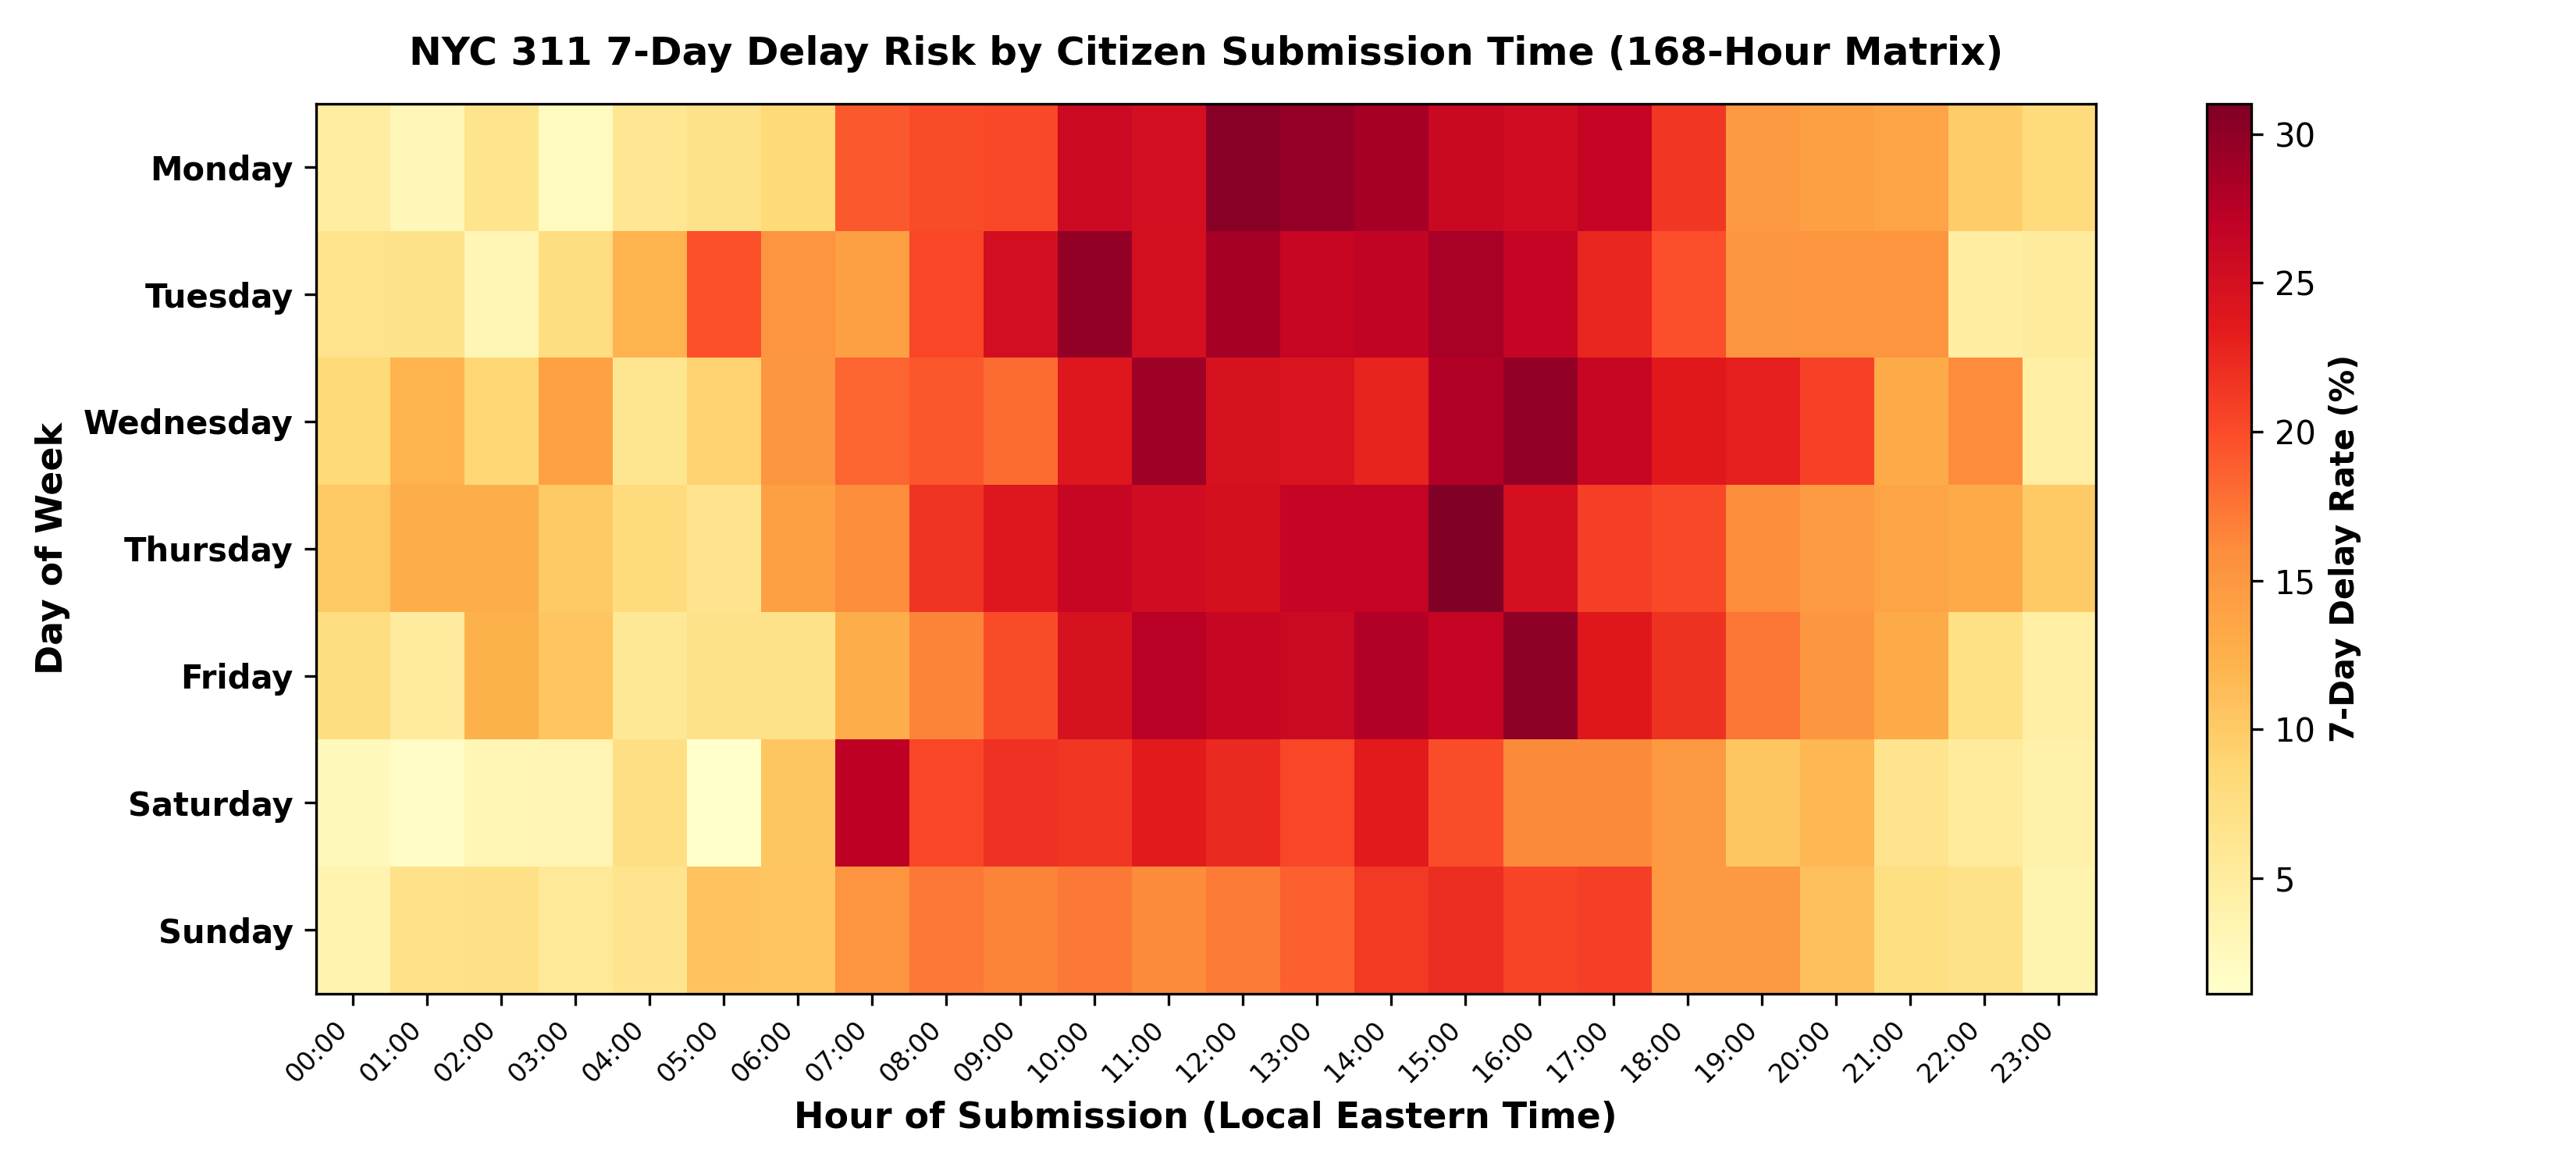 NYC 311 7-Day Delay Risk by Citizen Submission Time (168-Hour Matrix)
Day of Week
Monday
Tuesday
Wednesday
Thursday
Friday
Saturday
Sunday
00:00 01:00 02:00 03:00 04:00 05:00 06:00 07:00 08:00 09:00 10:00 11:00 12:00 13:00 14:00 15:00 16:00 17:00 18:00 19:00 20:00 21:00 22:00 23:00
Hour of Submission (Local Eastern Time)
30
25
20
15
10
5
7-Day Delay Rate (%)